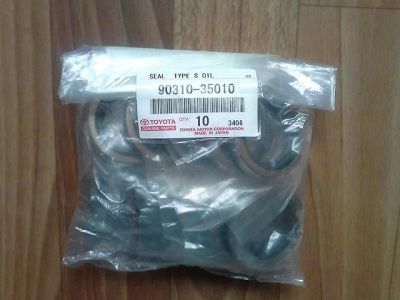 SEAL TYPE S OIL
90310-35010
TOYOTA
GENUINE PARTS
QTY. 10 3406
TOYOTA MOTOR CORPORATION
MADE IN JAPAN